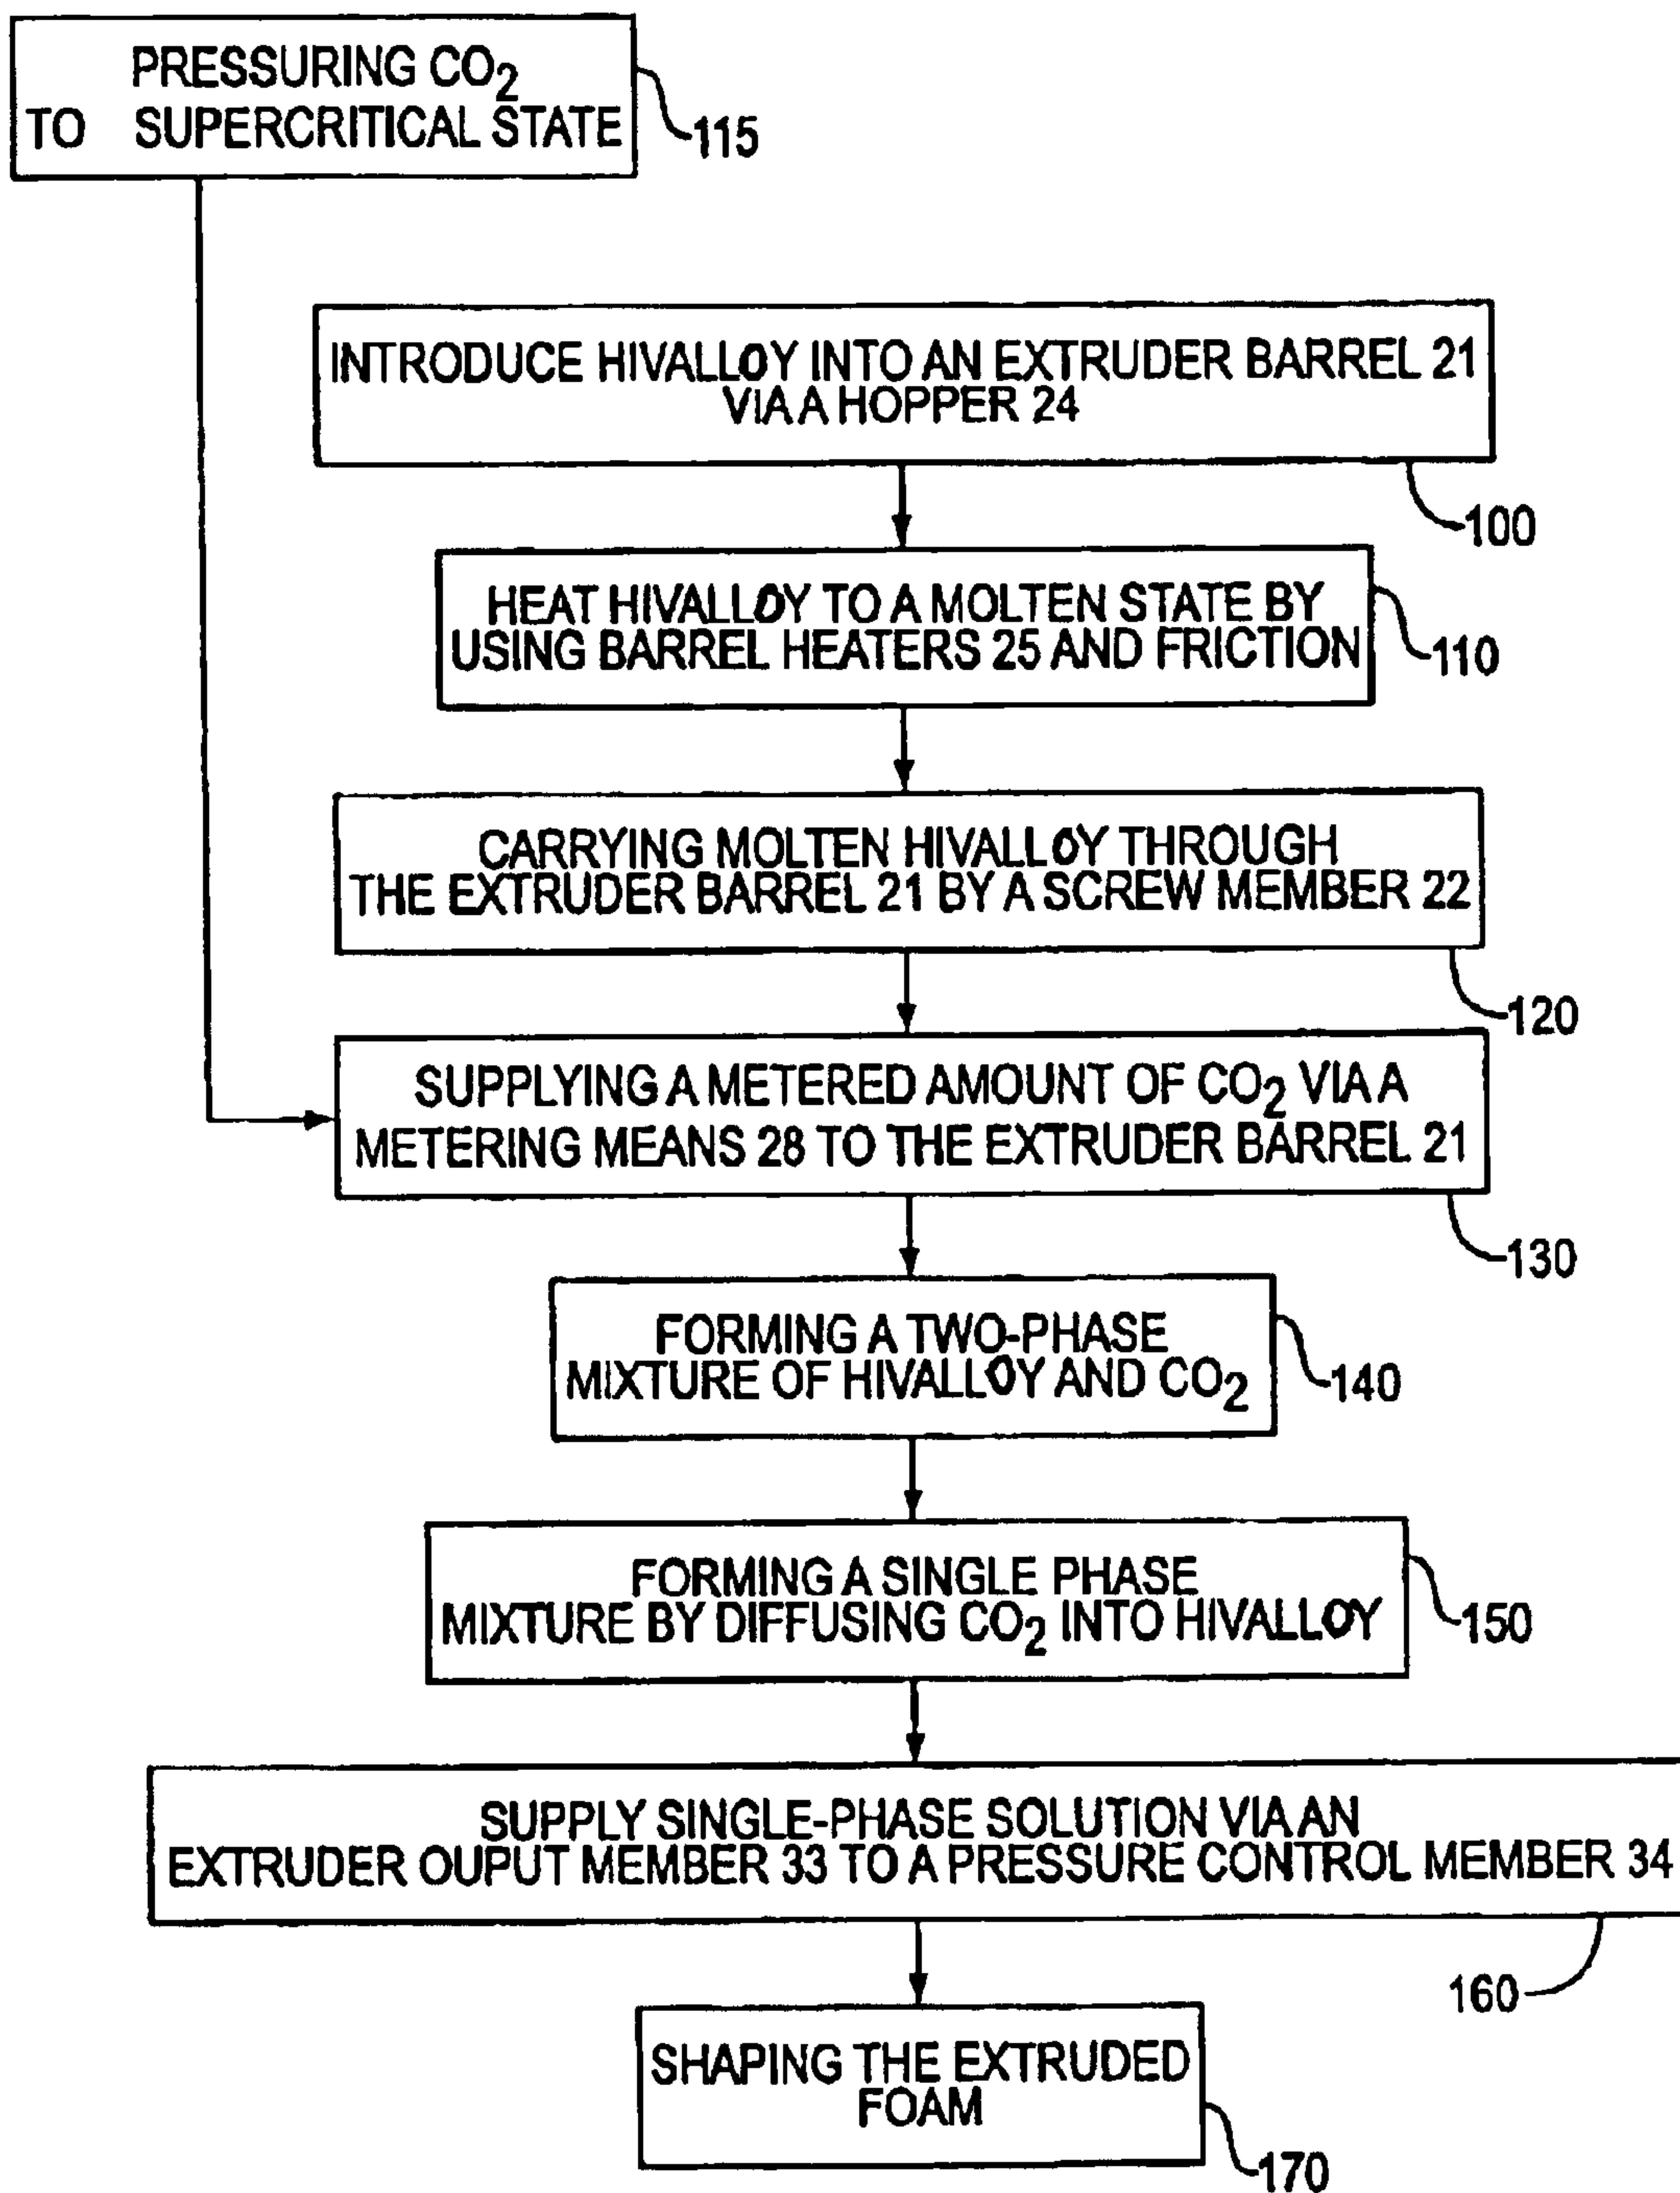 PRESSURING CO₂
TO SUPERCRITICAL STATE
115
INTRODUCE HIVALLOY INTO AN EXTRUDER BARREL 21
VIA A HOPPER 24
100
HEAT HIVALLOY TO A MOLTEN STATE BY
USING BARREL HEATERS 25 AND FRICTION
110
CARRYING MOLTEN HIVALLOY THROUGH
THE EXTRUDER BARREL 21 BY A SCREW MEMBER 22
120
SUPPLYING A METERED AMOUNT OF CO₂ VIA A
METERING MEANS 28 TO THE EXTRUDER BARREL 21
130
FORMING A TWO-PHASE
MIXTURE OF HIVALLOY AND CO₂
140
FORMING A SINGLE PHASE
MIXTURE BY DIFFUSING CO₂ INTO HIVALLOY
150
SUPPLY SINGLE-PHASE SOLUTION VIA AN
EXTRUDER OUPUT MEMBER 33 TO A PRESSURE CONTROL MEMBER 34
160
SHAPING THE EXTRUDED
FOAM
170